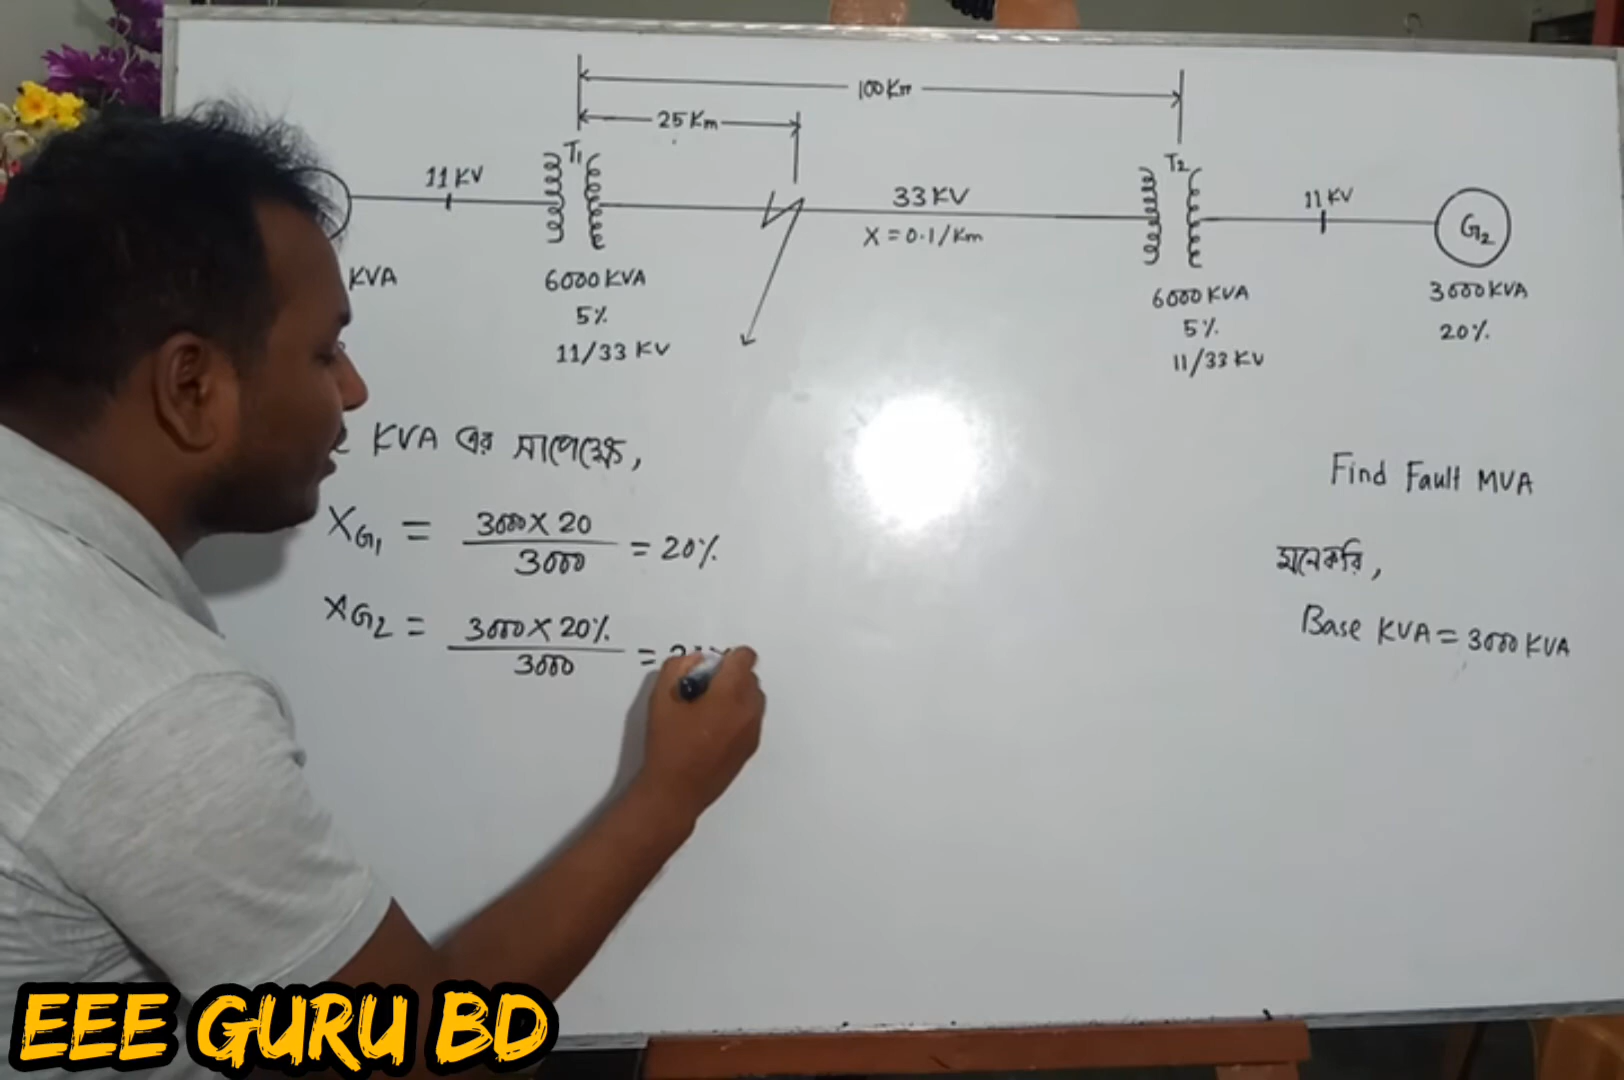 100 Km
25 Km
T1
T2
11 KV
33 KV
11 KV
X = 0.1/Km
G2
KVA
6000 KVA
5%
11/33 KV
6000 KVA
5%
11/33 KV
3000 KVA
20%
KVA এর সাপেক্ষে,
XG1 = 3000 X 20 / 3000 = 20%
XG2 = 3000 X 20% / 3000 =
Find Fault MVA
মনেকরি,
Base KVA = 3000 KVA
EEE GURU BD